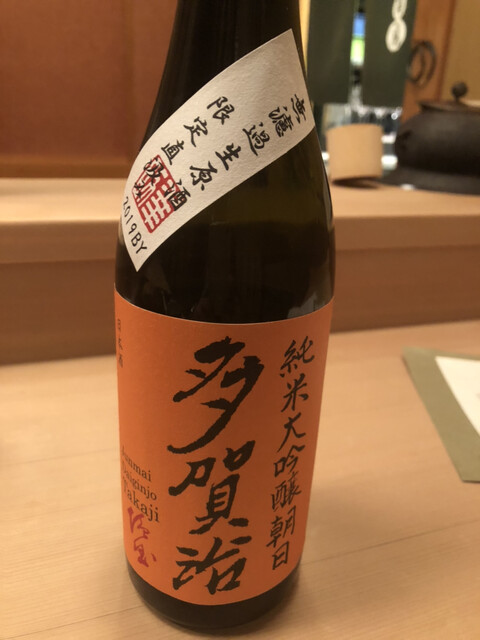 無濾過生原酒
限定直汲み
2019BY
日本酒
純米大吟醸朝日
多賀治
Junmai
Daiginjo
Takaji